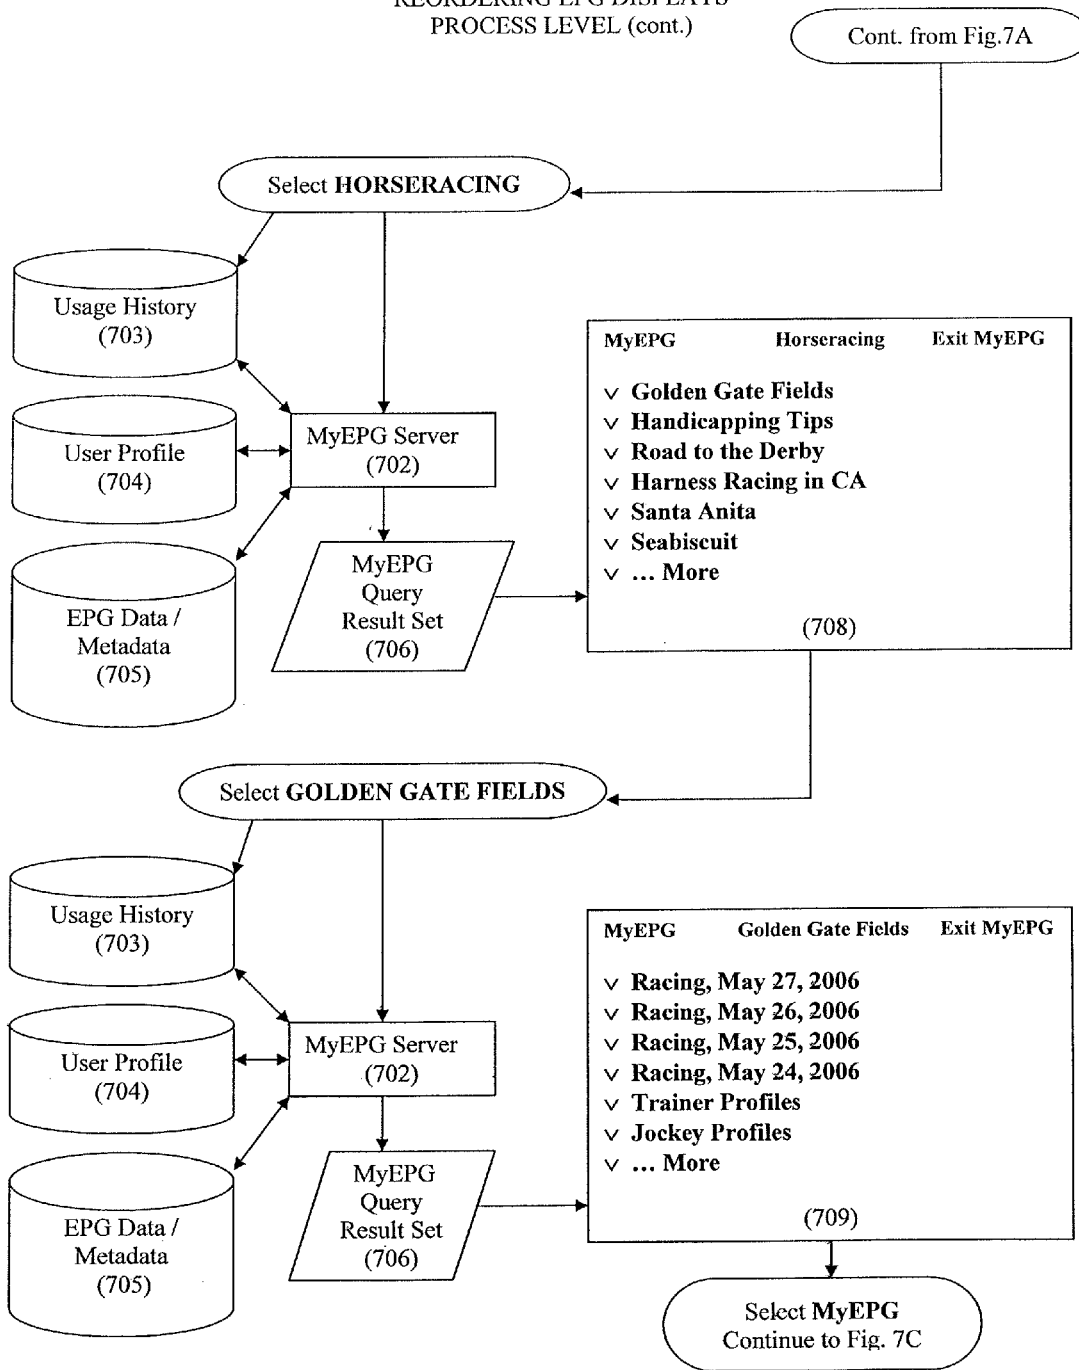 REORDERING EPG DISPLAYS
PROCESS LEVEL (cont.)
Cont. from Fig.7A
Select HORSERACING
Usage History
(703)
User Profile
(704)
EPG Data /
Metadata
(705)
MyEPG Server
(702)
MyEPG
Query
Result Set
(706)
MyEPG Horseracing Exit MyEPG
v Golden Gate Fields
v Handicapping Tips
v Road to the Derby
v Harness Racing in CA
v Santa Anita
v Seabiscuit
v ... More
(708)
Select GOLDEN GATE FIELDS
Usage History
(703)
User Profile
(704)
EPG Data /
Metadata
(705)
MyEPG Server
(702)
MyEPG
Query
Result Set
(706)
MyEPG Golden Gate Fields Exit MyEPG
v Racing, May 27, 2006
v Racing, May 26, 2006
v Racing, May 25, 2006
v Racing, May 24, 2006
v Trainer Profiles
v Jockey Profiles
v ... More
(709)
Select MyEPG
Continue to Fig. 7C